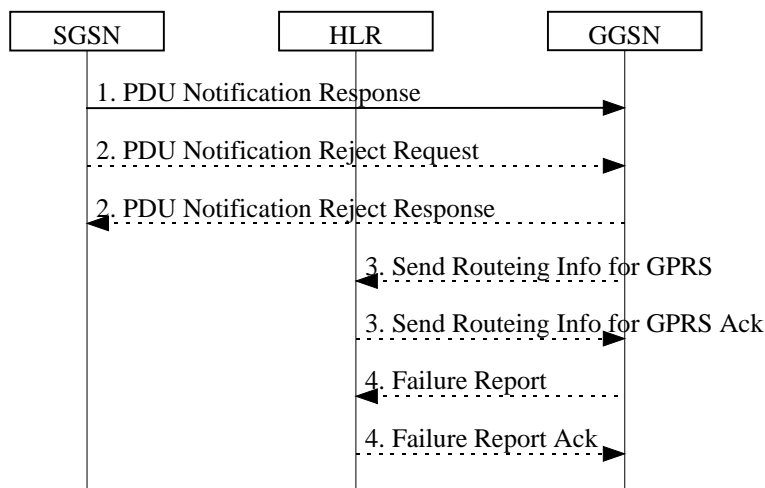 SGSN HLR GGSN
1. PDU Notification Response
2. PDU Notification Reject Request
2. PDU Notification Reject Response
3. Send Routeing Info for GPRS
3. Send Routeing Info for GPRS Ack
4. Failure Report
4. Failure Report Ack